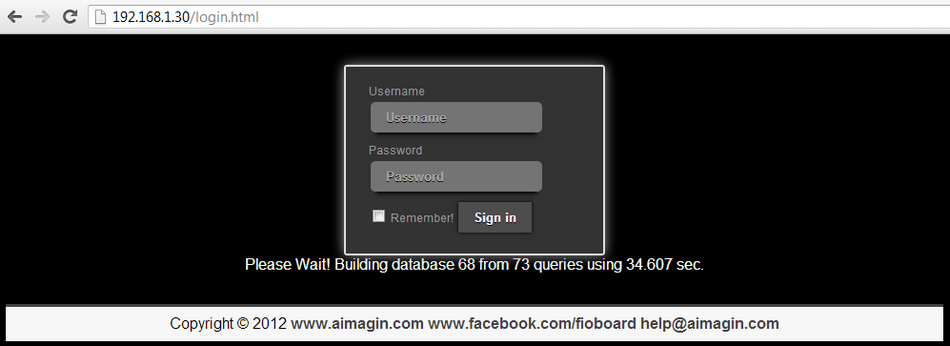 192.168.1.30/login.html
Username
Username
Password
Password
Remember! Sign in
Please Wait! Building database 68 from 73 queries using 34.607 sec.
Copyright © 2012 www.aimagin.com www.facebook.com/fioboard help@aimagin.com